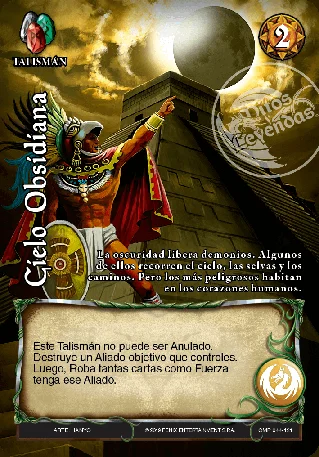 TALISMÁN
2
Mitos y
Leyendas
Cielo Obsidiana
La oscuridad libera demonios. Algunos
de ellos recorren el cielo, las selvas y los
caminos. Pero los más peligrosos habitan
en los corazones humanos.
Este Talismán no puede ser Anulado.
Destruye un Aliado objetivo que controles.
Luego, Roba tantas cartas como Fuerza
tenga ese Aliado.
ENTERTAINMENT